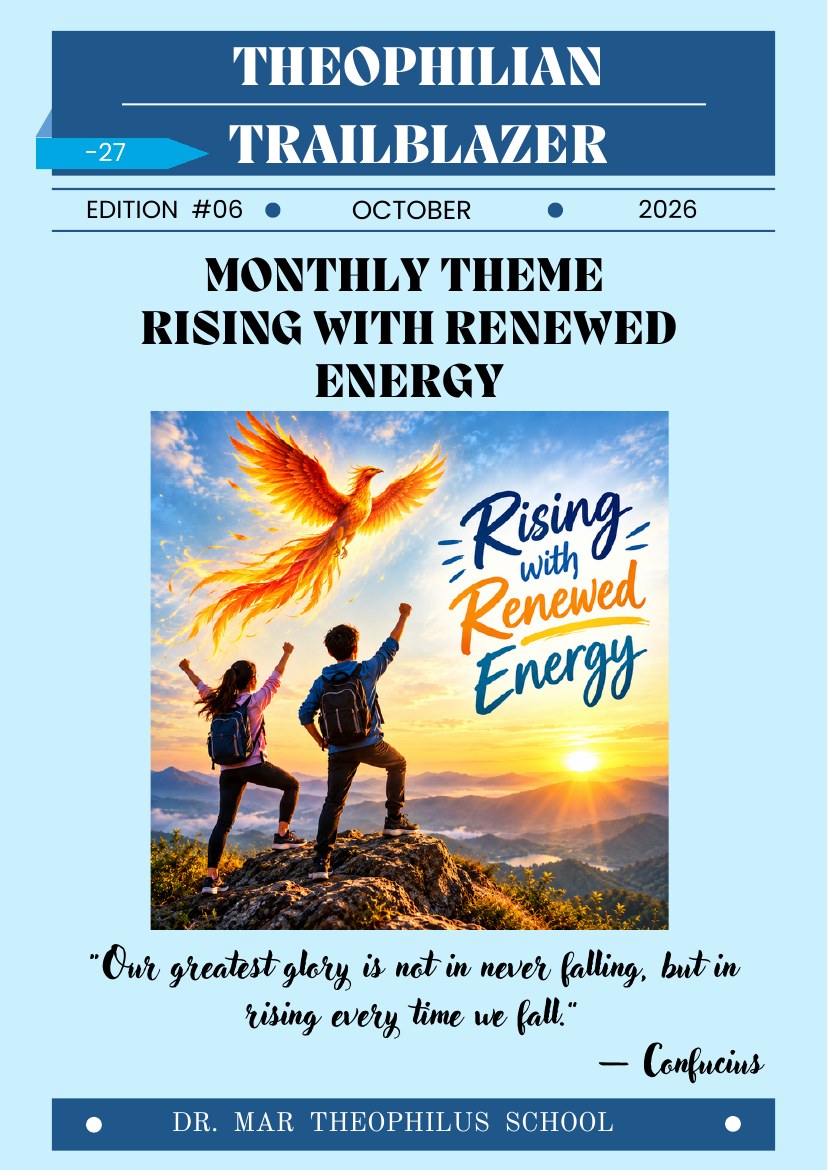 THEOPHILIAN
TRAILBLAZER
-27
EDITION #06 OCTOBER 2026
MONTHLY THEME
RISING WITH RENEWED
ENERGY
Rising
with
Renewed
Energy
"Our greatest glory is not in never falling, but in
rising every time we fall."
— Confucius
DR. MAR THEOPHILUS SCHOOL